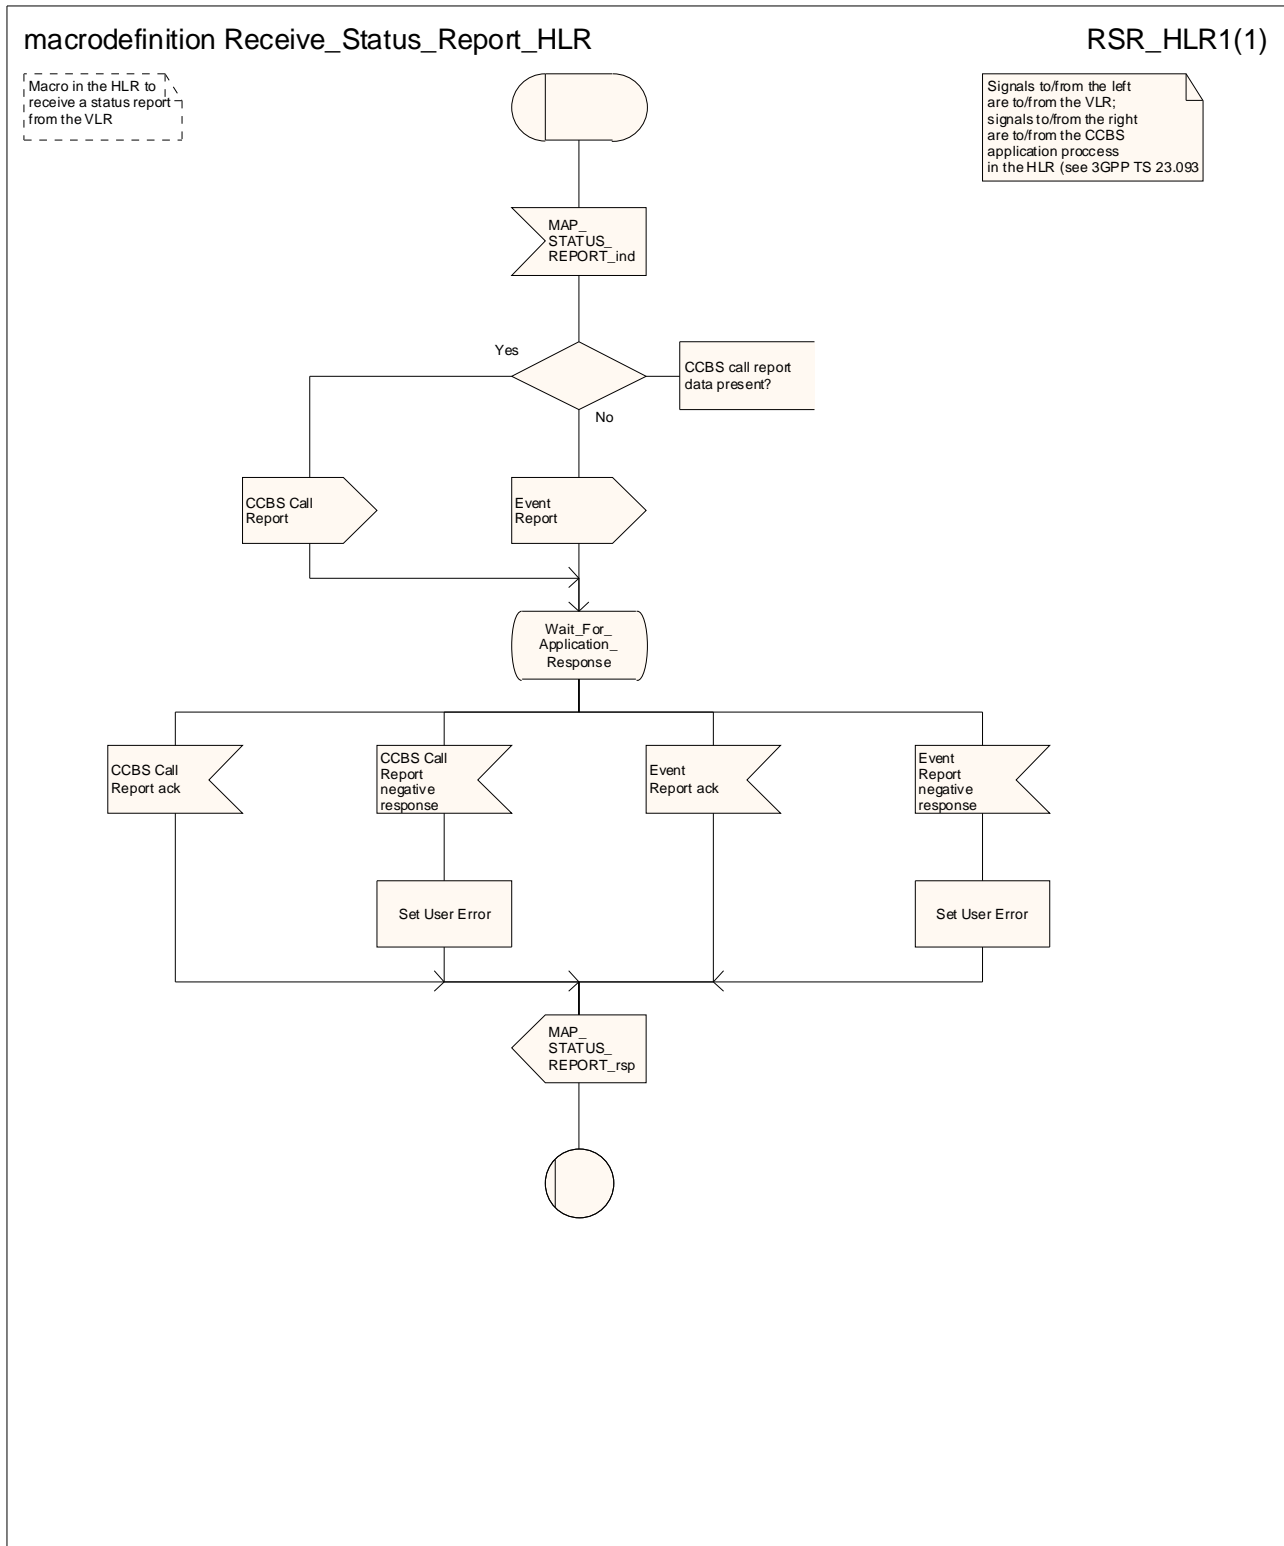 macrodefinition Receive_Status_Report_HLR
RSR_HLR1(1)
Macro in the HLR to
receive a status report
from the VLR
Signals to/from the left
are to/from the VLR;
signals to/from the right
are to/from the CCBS
application proccess
in the HLR (see 3GPP TS 23.093
MAP_
STATUS_
REPORT_ind
Yes
CCBS call report
data present?
No
CCBS Call
Report
Event
Report
Wait_For_
Application_
Response
CCBS Call
Report ack
CCBS Call
Report
negative
response
Event
Report ack
Event
Report
negative
response
Set User Error
Set User Error
MAP_
STATUS_
REPORT_rsp